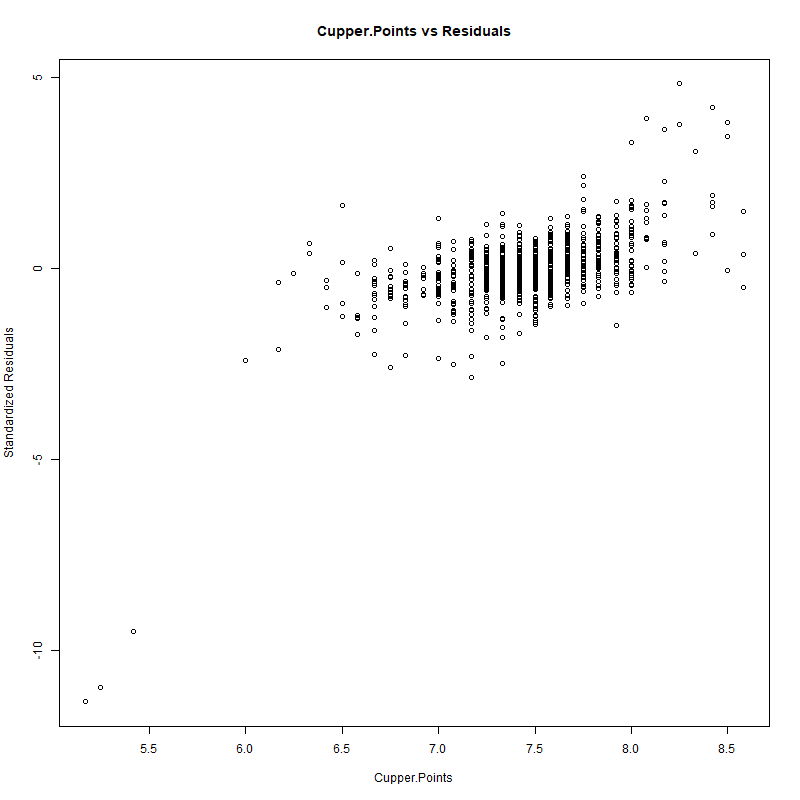 Cupper.Points vs Residuals
Standardized Residuals
5
0
-5
-10
5.5 6.0 6.5 7.0 7.5 8.0 8.5
Cupper.Points